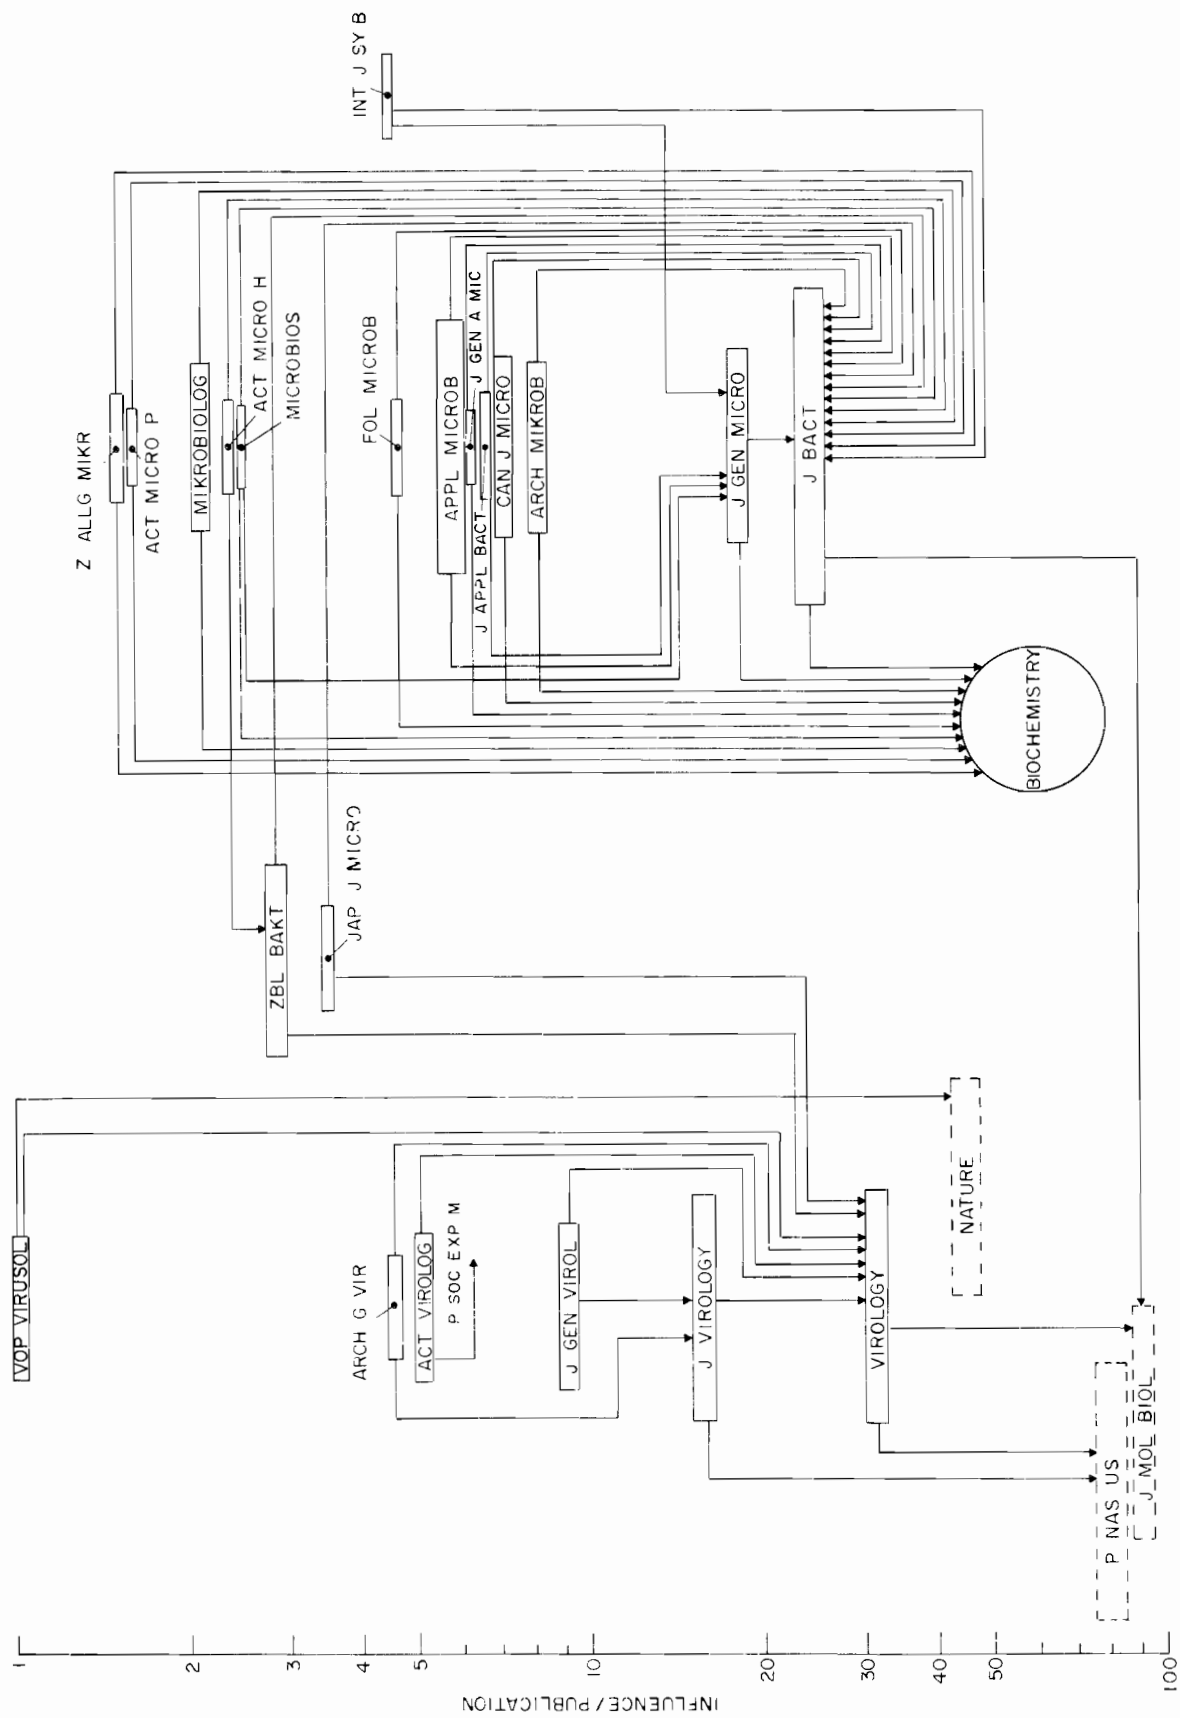 INFLUENCE / PUBLICATION
1
2
3
4
5
10
20
30
40
50
100
VOP VIRUSOL
ARCH G VIR
ACT VIROLOG
P SOC EXP M
J GEN VIROL
J VIROLOGY
VIROLOGY
NATURE
P NAS US
J MOL BIOL
ZBL BAKT
JAP J MICRO
Z ALLG MIKR
ACT MICRO P
MIKROBIOLOG
ACT MICRO H
MICROBIOS
FOL MICROB
APPL MICROB
J GEN A MIC
J APPL BACT
CAN J MICRO
ARCH MIKROB
J GEN MICRO
J BACT
BIOCHEMISTRY
INT J SY B